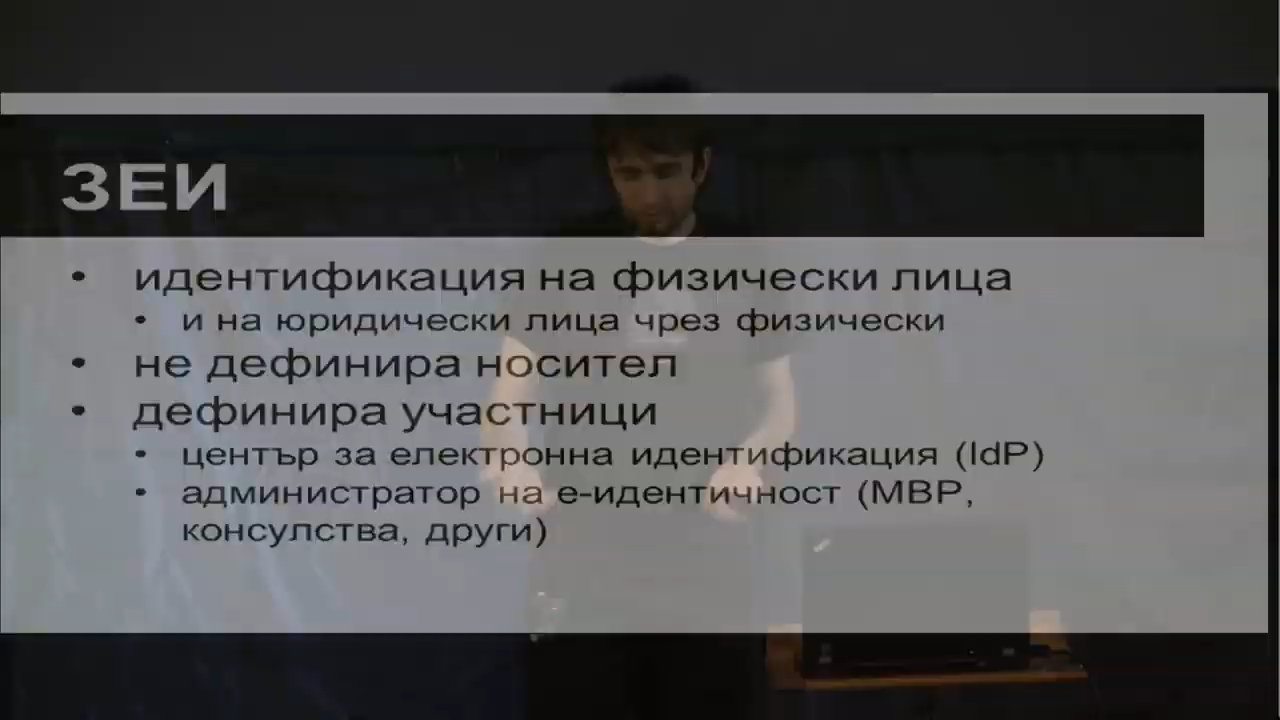 ЗЕИ
• идентификация на физически лица
• и на юридически лица чрез физически
• не дефинира носител
• дефинира участници
• център за електронна идентификация (IdP)
• администратор на е-идентичност (МВР,
консулства, други)